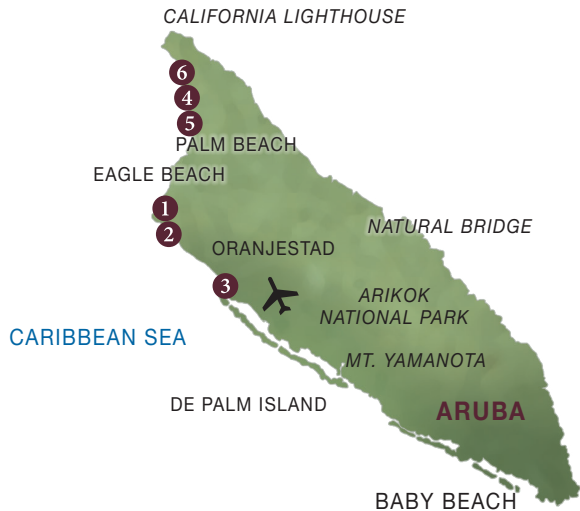 CALIFORNIA LIGHTHOUSE
6
4
5
PALM BEACH
EAGLE BEACH
1
2
NATURAL BRIDGE
ORANJESTAD
3
ARIKOK
NATIONAL PARK
CARIBBEAN SEA
MT. YAMANOTA
DE PALM ISLAND
ARUBA
BABY BEACH